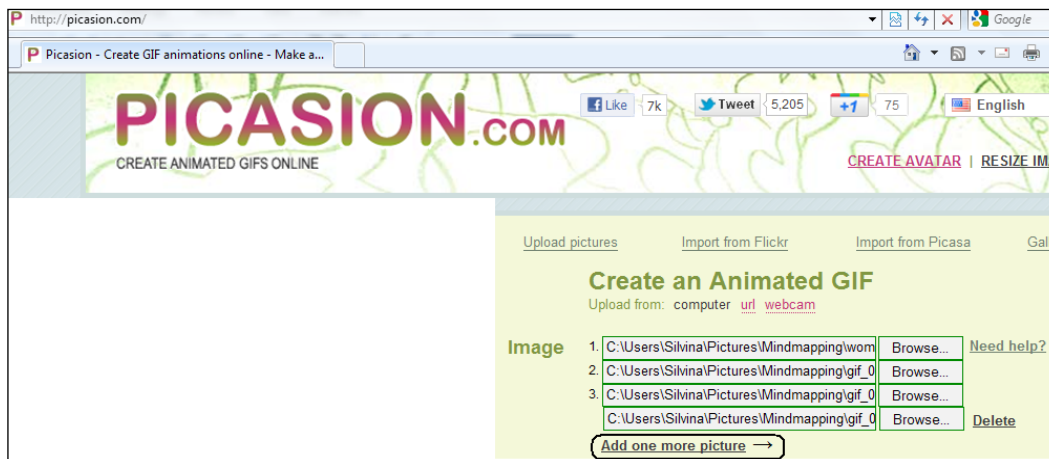 http://picasion.com/
Google
Picasion - Create GIF animations online - Make a...
PICASION.COM
CREATE ANIMATED GIFS ONLINE
Like 7k Tweet 5,205 +1 75 English
CREATE AVATAR | RESIZE IM
Upload pictures Import from Flickr Import from Picasa Gal
Create an Animated GIF
Upload from: computer url webcam
Image 1. C:\Users\Silvina\Pictures\Mindmapping\wom Browse... Need help?
2. C:\Users\Silvina\Pictures\Mindmapping\gif_0 Browse...
3. C:\Users\Silvina\Pictures\Mindmapping\gif_0 Browse...
C:\Users\Silvina\Pictures\Mindmapping\gif_0 Browse... Delete
Add one more picture →